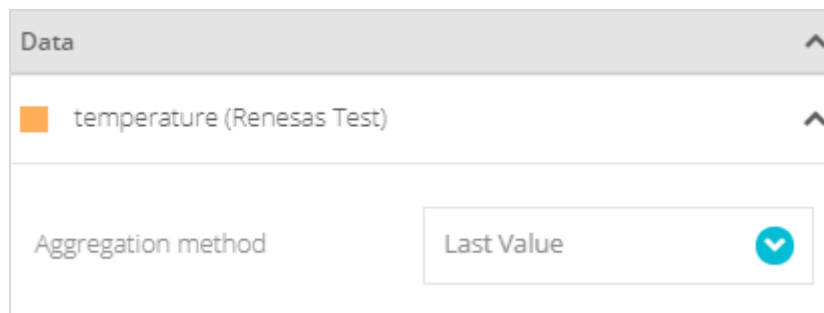 Data
temperature (Renesas Test)
Aggregation method
Last Value